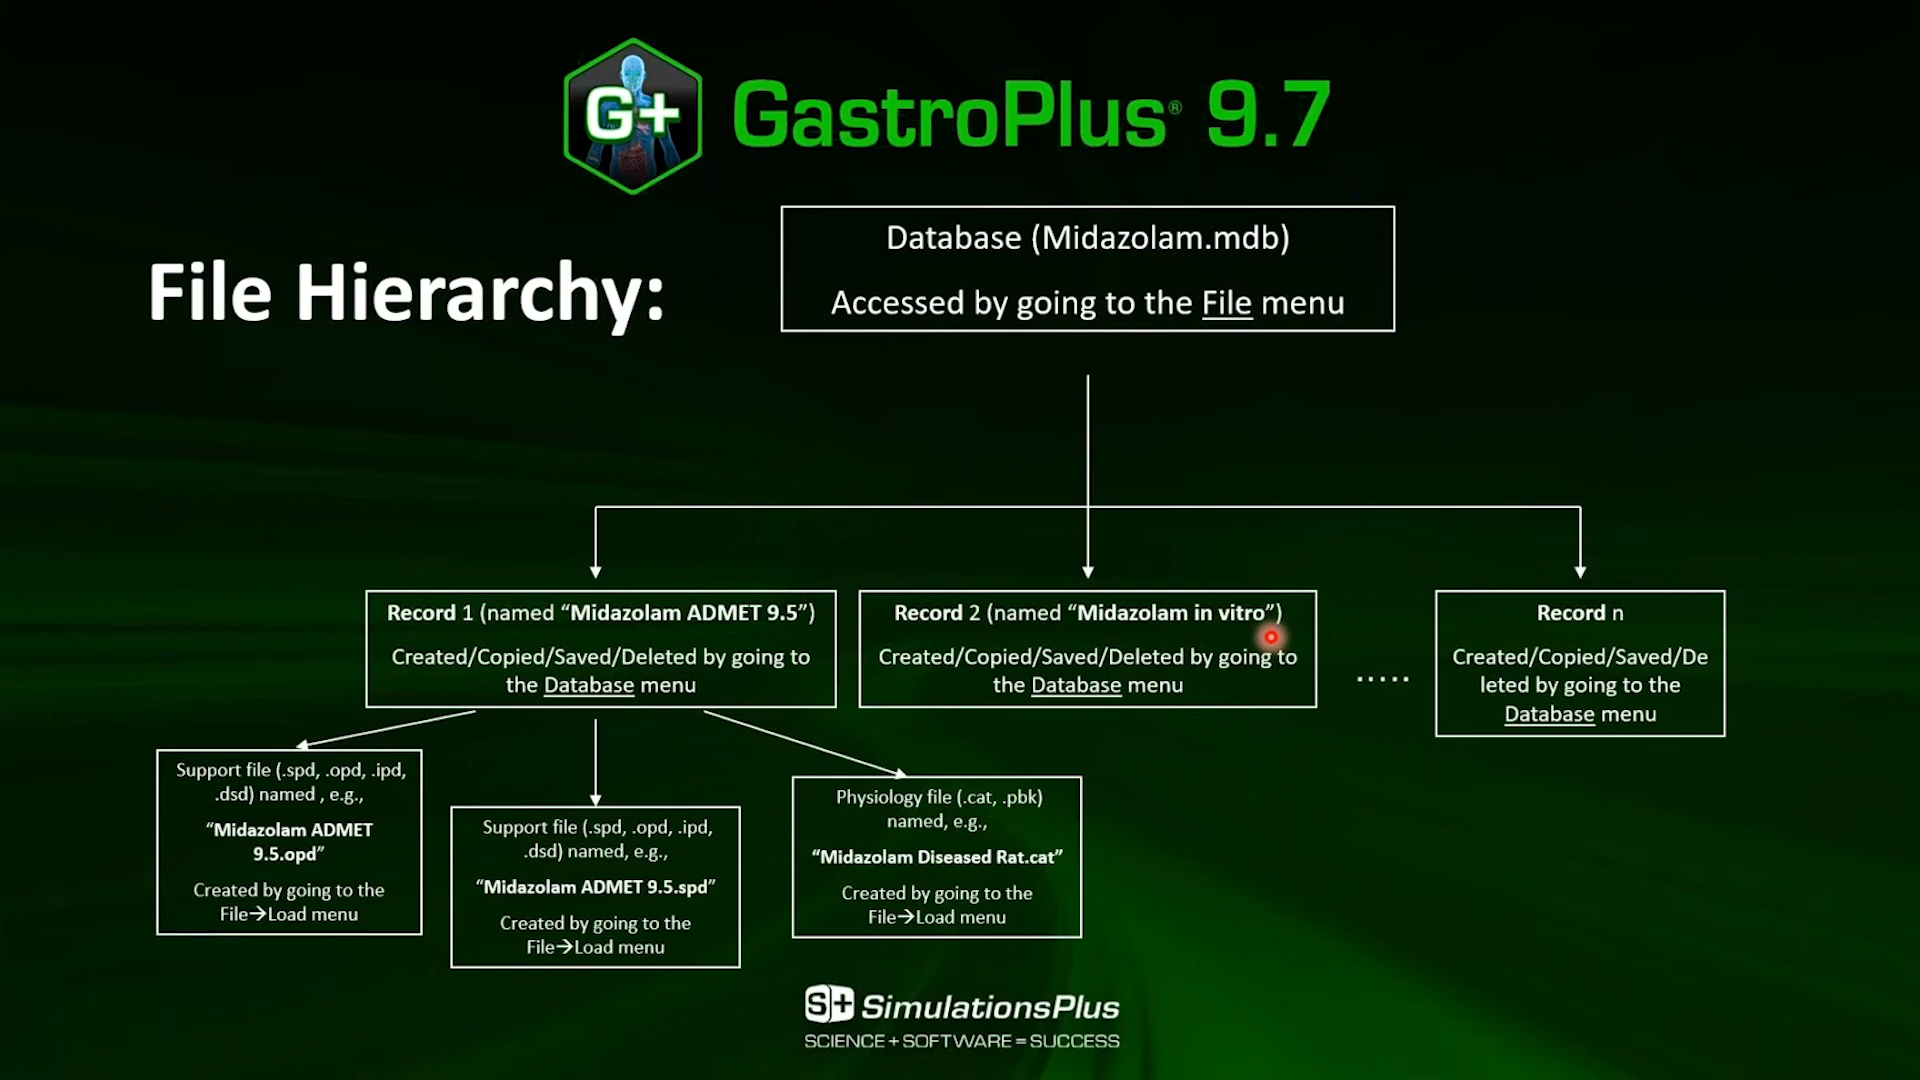 G+ GastroPlus® 9.7
File Hierarchy:
Database (Midazolam.mdb)
Accessed by going to the File menu
Record 1 (named “Midazolam ADMET 9.5”)
Created/Copied/Saved/Deleted by going to
the Database menu
Record 2 (named “Midazolam in vitro”)
Created/Copied/Saved/Deleted by going to
the Database menu
.....
Record n
Created/Copied/Saved/De
leted by going to the
Database menu
Support file (.spd, .opd, .ipd,
.dsd) named , e.g.,
“Midazolam ADMET
9.5.opd”
Created by going to the
File→Load menu
Support file (.spd, .opd, .ipd,
.dsd) named, e.g.,
“Midazolam ADMET 9.5.spd”
Created by going to the
File→Load menu
Physiology file (.cat, .pbk)
named, e.g.,
“Midazolam Diseased Rat.cat”
Created by going to the
File→Load menu
S+ SimulationsPlus
SCIENCE + SOFTWARE = SUCCESS